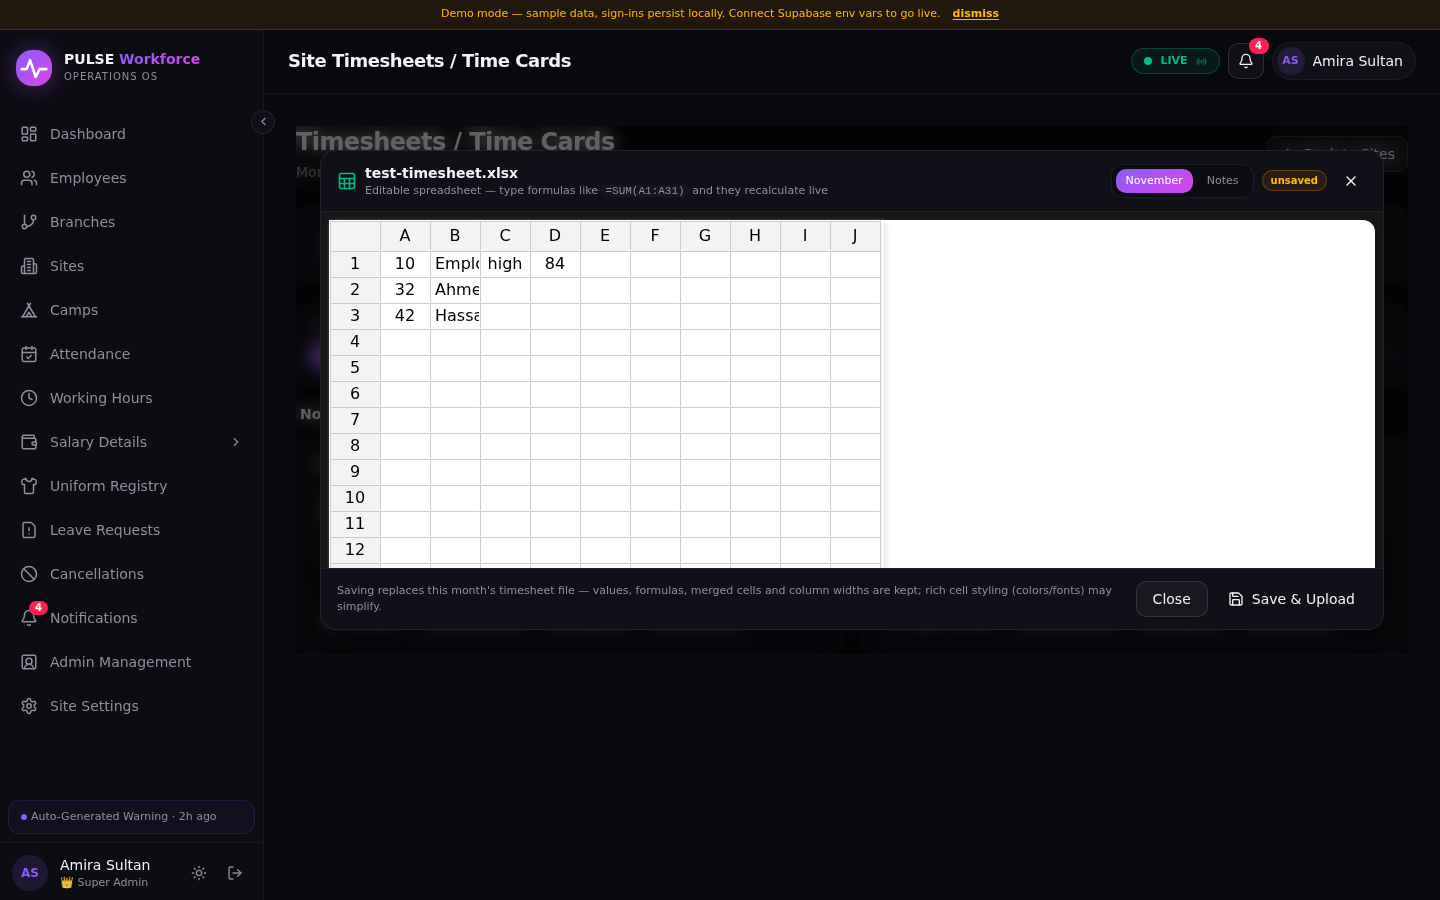 Demo mode — sample data, sign-ins persist locally. Connect Supabase env vars to go live. dismiss
PULSE Workforce
OPERATIONS OS
Dashboard
Employees
Branches
Sites
Camps
Attendance
Working Hours
Salary Details
Uniform Registry
Leave Requests
Cancellations
4
Notifications
Admin Management
Site Settings
Auto-Generated Warning · 2h ago
AS
Amira Sultan
Super Admin
Site Timesheets / Time Cards
LIVE
4
AS Amira Sultan
Timesheets / Time Cards
Mon
Sites
No
test-timesheet.xlsx
Editable spreadsheet — type formulas like =SUM(A1:A31) and they recalculate live
November Notes unsaved
A B C D E F G H I J
1 10 Emplo high 84
2 32 Ahme
3 42 Hassa
4
5
6
7
8
9
10
11
12
Saving replaces this month's timesheet file — values, formulas, merged cells and column widths are kept; rich cell styling (colors/fonts) may
simplify.
Close Save & Upload